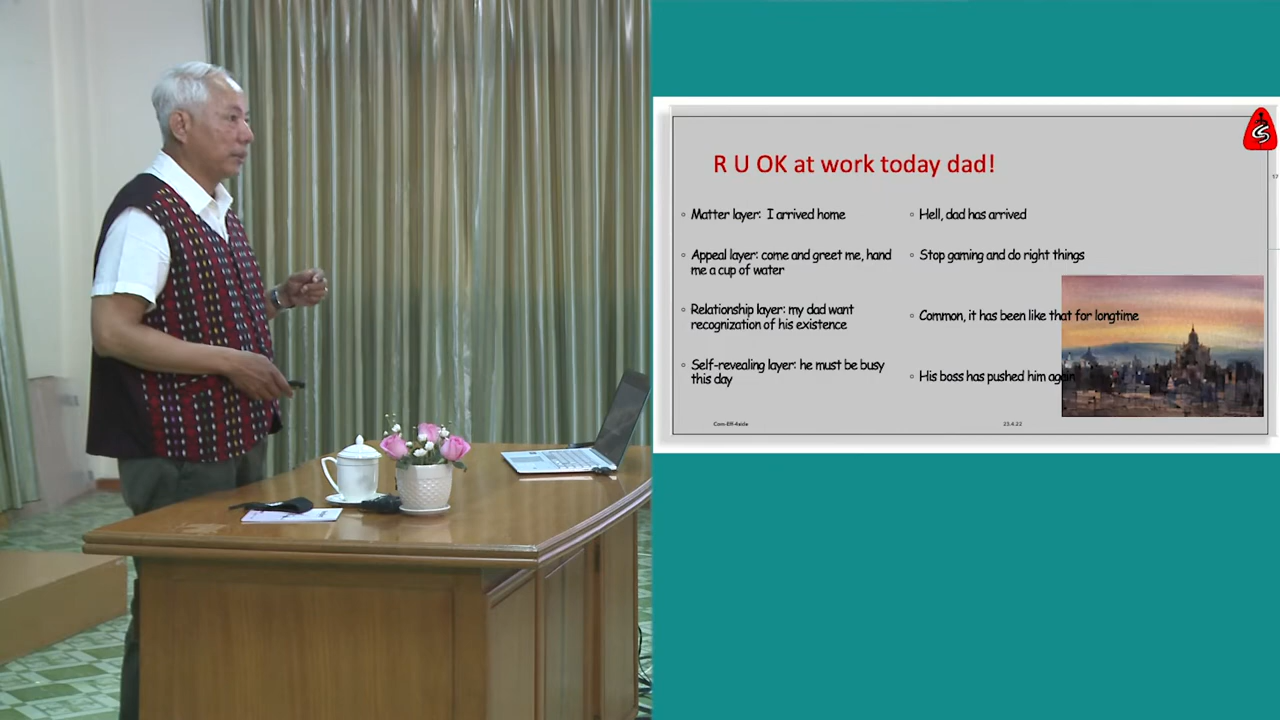 R U OK at work today dad!
Matter layer: I arrived home
Appeal layer: come and greet me, hand
me a cup of water
Relationship layer: my dad want
recognization of his existence
Self-revealing layer: he must be busy
this day
Hell, dad has arrived
Stop gaming and do right things
Common, it has been like that for longtime
His boss has pushed him again
Com-Eff-4side
23.4.22
17